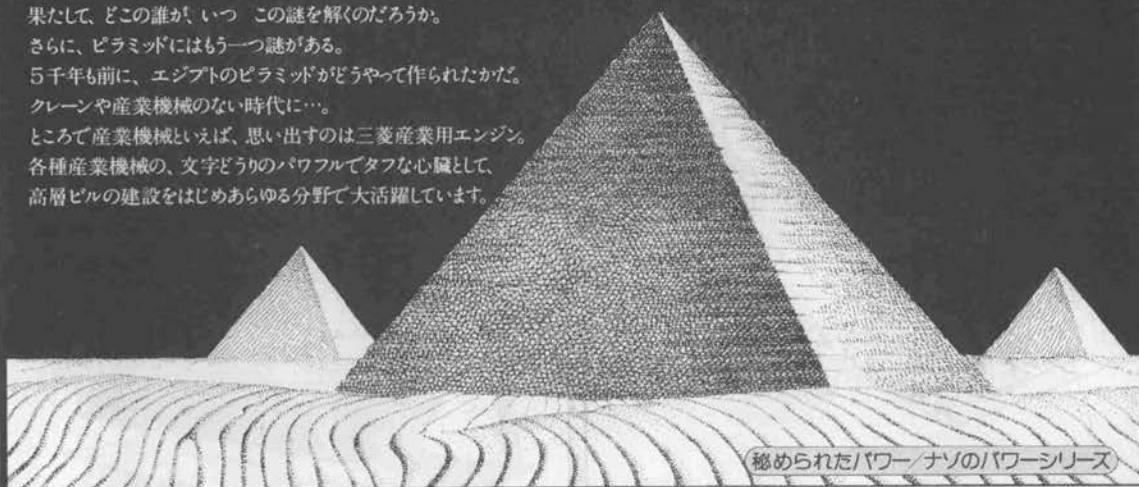 果たして、どこの誰が、いつ　この謎を解くのだろうか。
さらに、ピラミッドにはもう一つ謎がある。
5千年も前に、エジプトのピラミッドがどうやって作られたかだ。
クレーンや産業機械のない時代に…。
ところで産業機械といえば、思い出すのは三菱産業用エンジン。
各種産業機械の、文字どうりのパワフルでタフな心臓として、
高層ビルの建設をはじめあらゆる分野で大活躍しています。
秘められたパワー/ナゾのパワーシリーズ